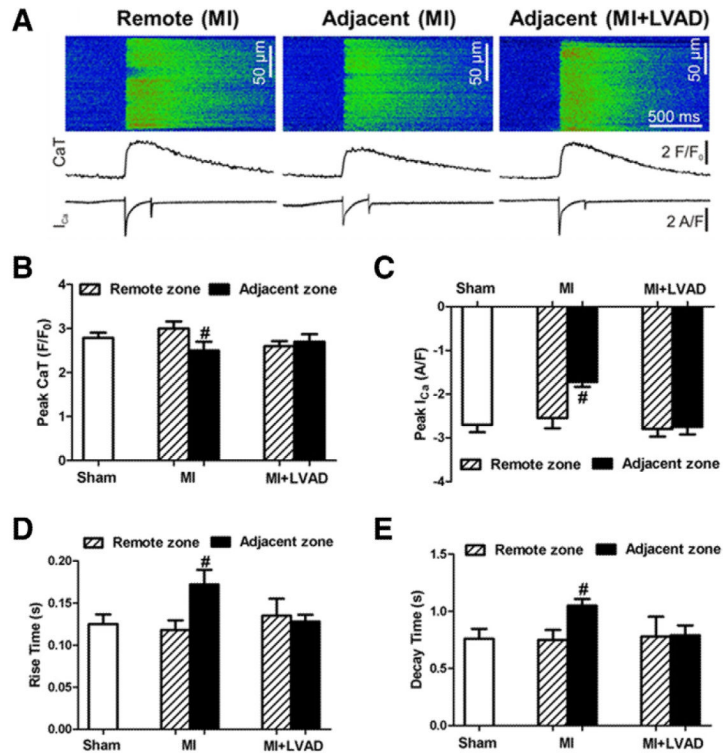 A
Remote (MI)
Adjacent (MI)
Adjacent (MI+LVAD)
50 µm
50 µm
50 µm
500 ms
CaT
2 F/F0
ICa
2 A/F
B
Remote zone
Adjacent zone
Peak CaT (F/F0)
4
3
2
1
0
#
Sham
MI
MI+LVAD
C
Sham
MI
MI+LVAD
Peak ICa (A/F)
0
-1
-2
-3
-4
#
Remote zone
Adjacent zone
D
Remote zone
Adjacent zone
Rise Time (s)
0.20
0.15
0.10
0.05
0.00
#
Sham
MI
MI+LVAD
E
Remote zone
Adjacent zone
Decay Time (s)
1.5
1.0
0.5
0.0
#
Sham
MI
MI+LVAD